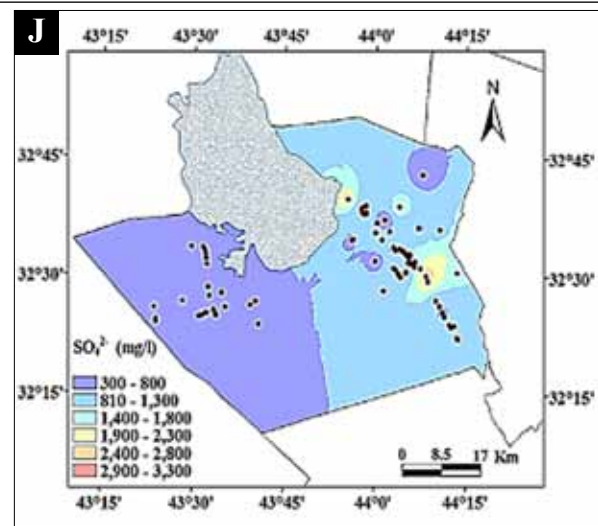 J
43°15' 43°30' 43°45' 44°0' 44°15'
N
32°45' 32°45'
32°30' 32°30'
SO₄²⁻ (mg/l)
300 - 800
810 - 1,300
32°15' 32°15'
1,400 - 1,800
1,900 - 2,300
2,400 - 2,800
2,900 - 3,300
0 8.5 17 Km
43°15' 43°30' 43°45' 44°0' 44°15'